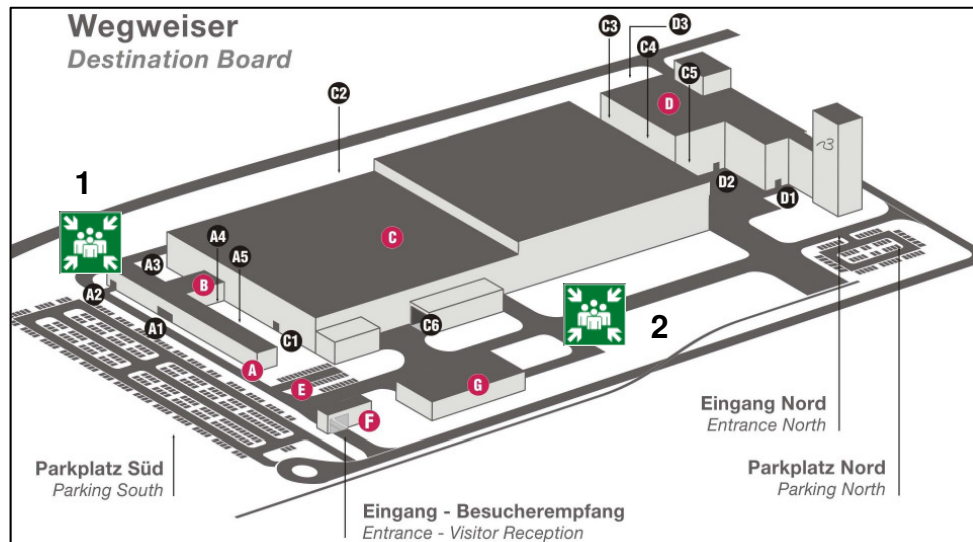 Wegweiser
Destination Board
C3
D3
C4
C5
D
C2
D2
D1
1
A4
A5
C
A3
B
A2
A1
C1
C6
2
A
E
G
F
Eingang Nord
Entrance North
Parkplatz Süd
Parking South
Parkplatz Nord
Parking North
Eingang - Besucherempfang
Entrance - Visitor Reception